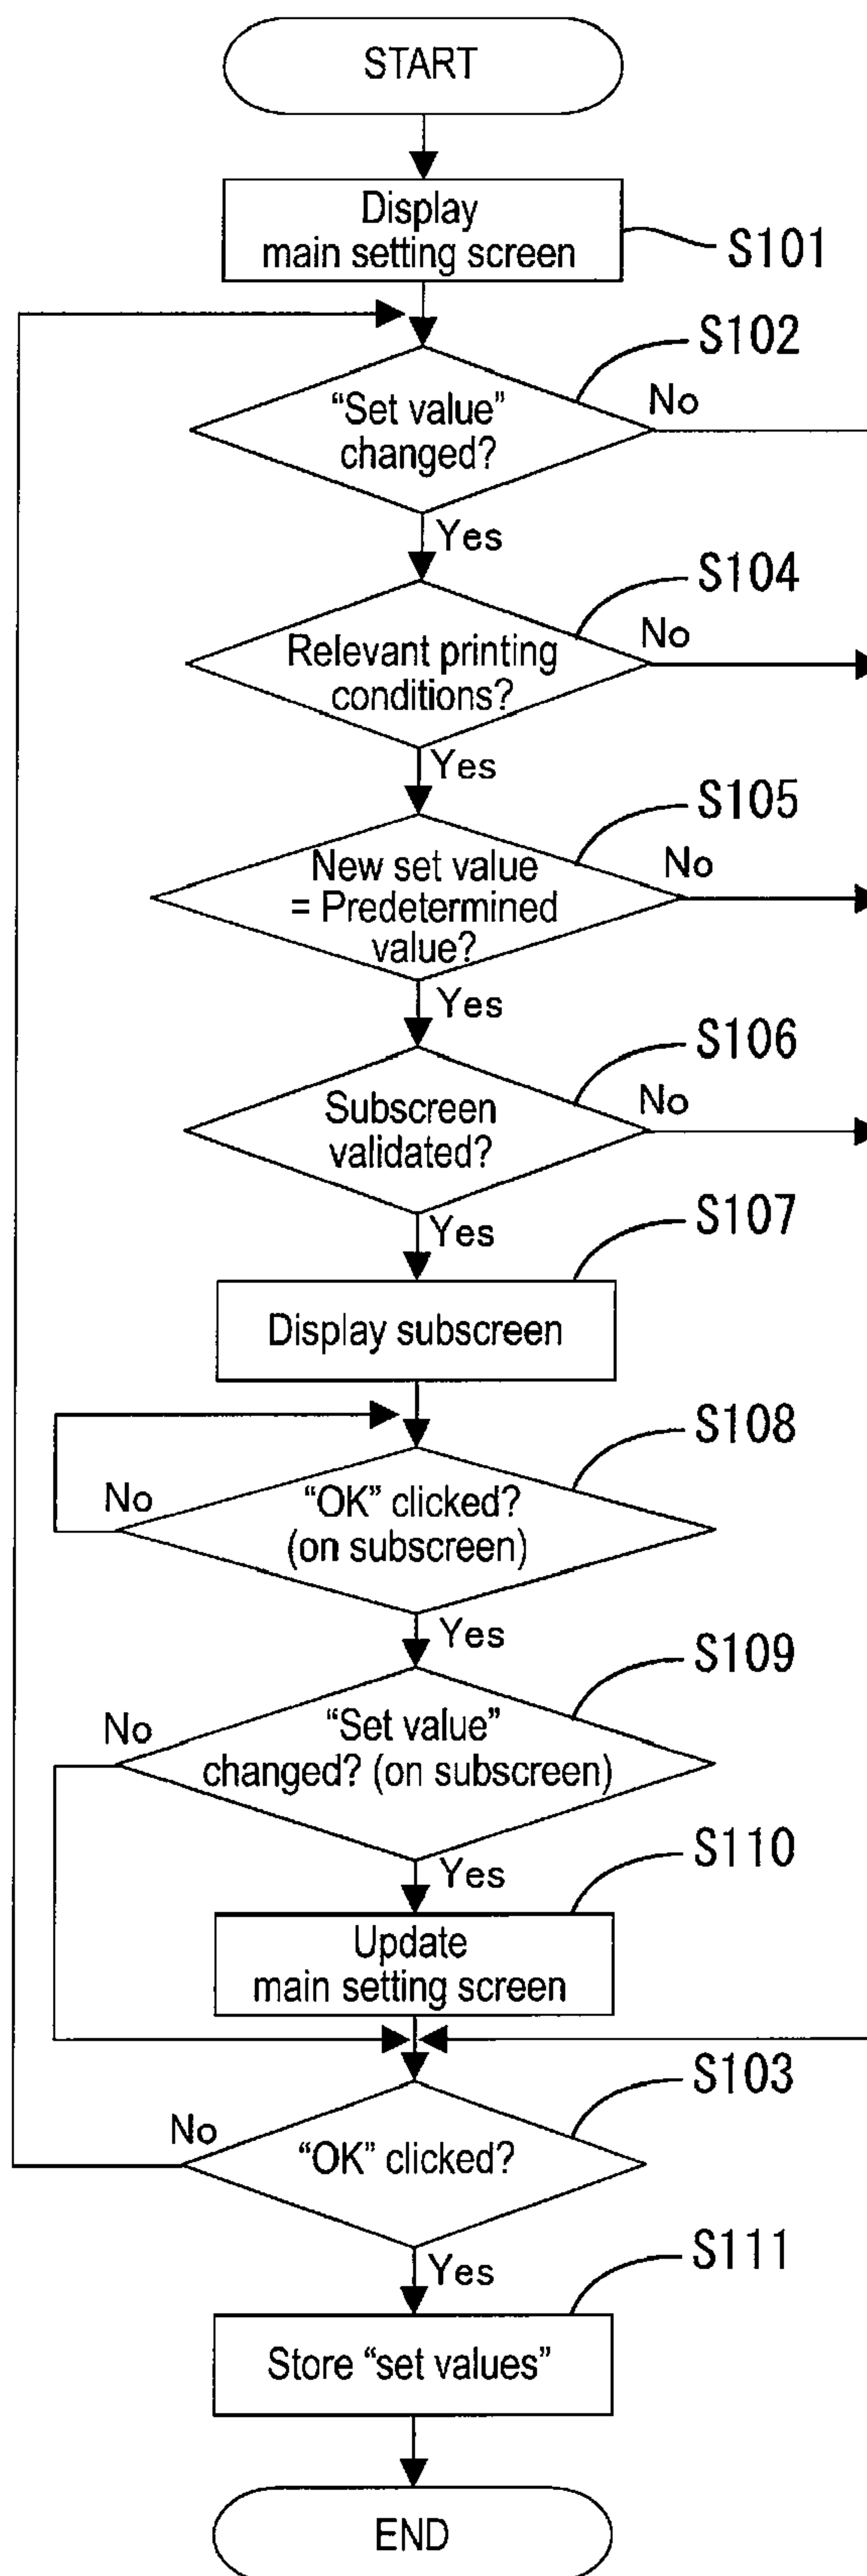 START
Display
main setting screen
S101
S102
“Set value”
changed?
No
Yes
S104
Relevant printing
conditions?
No
Yes
S105
New set value
= Predetermined
value?
No
Yes
S106
Subscreen
validated?
No
Yes
S107
Display subscreen
S108
“OK” clicked?
(on subscreen)
No
Yes
S109
“Set value”
changed? (on subscreen)
No
Yes
S110
Update
main setting screen
S103
“OK” clicked?
No
Yes
S111
Store “set values”
END